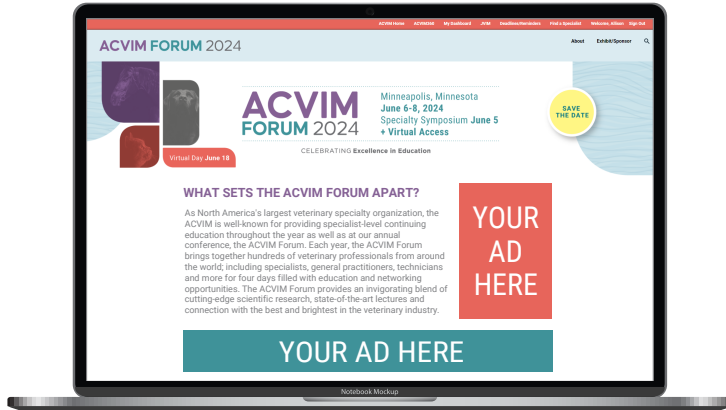 ACVIM Home ACVIM360 My Dashboard JVIM Deadlines/Reminders Find a Specialist Welcome, Allison Sign Out
ACVIM FORUM 2024
About Exhibit/Sponsor
ACVIM
FORUM 2024
Minneapolis, Minnesota
June 6-8, 2024
Specialty Symposium June 5
+ Virtual Access
SAVE
THE DATE
CELEBRATING Excellence in Education
Virtual Day June 18
WHAT SETS THE ACVIM FORUM APART?
As North America's largest veterinary specialty organization, the
ACVIM is well-known for providing specialist-level continuing
education throughout the year as well as at our annual
conference, the ACVIM Forum. Each year, the ACVIM Forum
brings together hundreds of veterinary professionals from around
the world; including specialists, general practitioners, technicians
and more for four days filled with education and networking
opportunities. The ACVIM Forum provides an invigorating blend of
cutting-edge scientific research, state-of-the-art lectures and
connection with the best and brightest in the veterinary industry.
YOUR
AD
HERE
YOUR AD HERE
Notebook Mockup